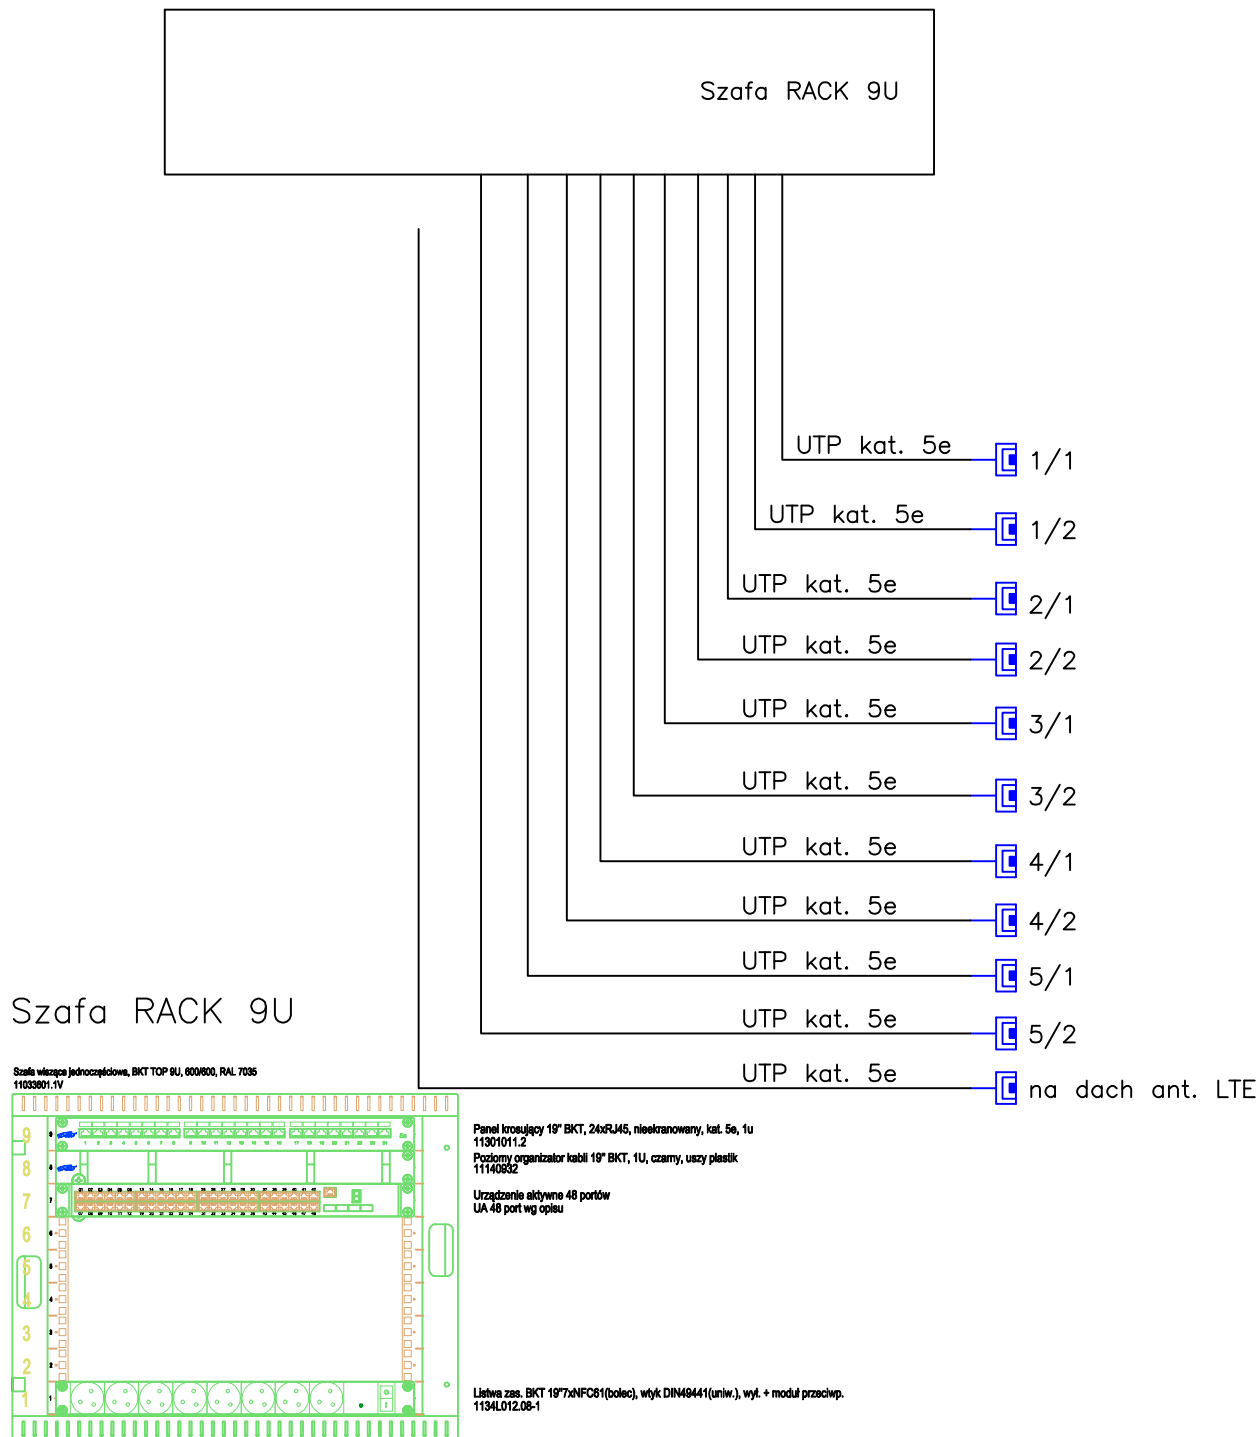 Szafa RACK 9U
UTP kat. 5e 1/1
UTP kat. 5e 1/2
UTP kat. 5e 2/1
UTP kat. 5e 2/2
UTP kat. 5e 3/1
UTP kat. 5e 3/2
UTP kat. 5e 4/1
UTP kat. 5e 4/2
UTP kat. 5e 5/1
UTP kat. 5e 5/2
UTP kat. 5e na dach ant. LTE
Szafa RACK 9U
Szafa wisząca jednoczęściowa, BKT TOP 9U, 600/600, RAL 7035
11033601.1V
9
8
7
6
5
4
3
2
1
Panel krosujący 19" BKT, 24xRJ45, nieekranowany, kat. 5e, 1u
11301011.2
Poziomy organizator kabli 19" BKT, 1U, czarny, uszy plastik
11140932
Urządzenie aktywne 48 portów
UA 48 port wg opisu
Listwa zas. BKT 19"7xNFC61(bolec), wtyk DIN49441(uniw.), wył. + moduł przeciwp.
1134L012.08-1